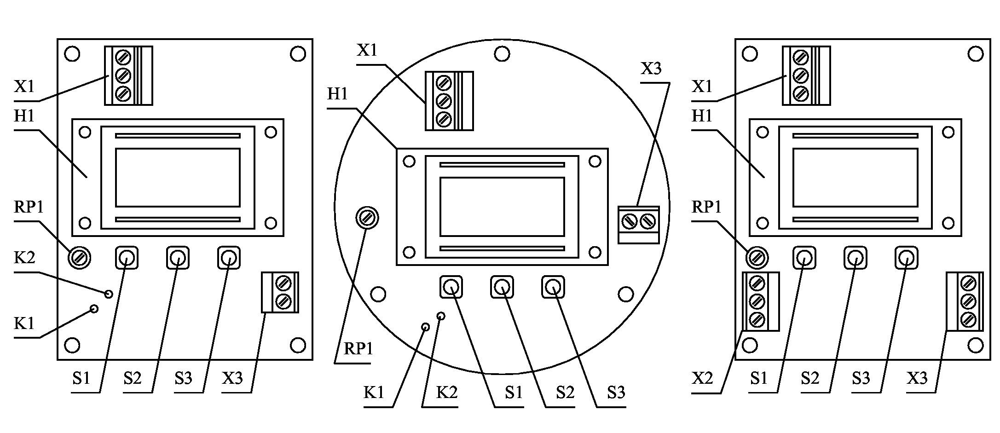 X1
H1
RP1
K2
K1
S1 S2 S3 X3
X1
H1
X3
RP1
K1 K2 S1 S2 S3
X1
H1
RP1
X2 S1 S2 S3 X3